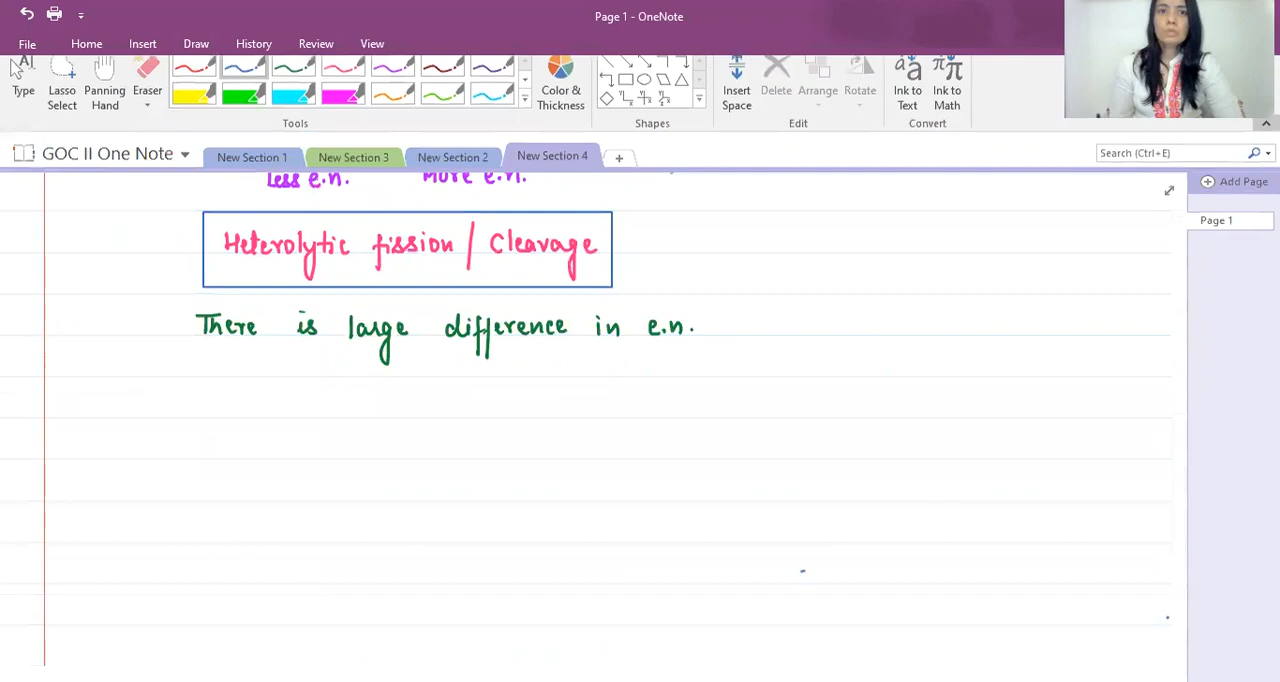 Page 1 - OneNote
File Home Insert Draw History Review View
Type Lasso Select Panning Hand Eraser Color & Thickness Insert Space Delete Arrange Rotate Ink to Text Ink to Math
Tools Shapes Edit Convert
GOC II One Note New Section 1 New Section 3 New Section 2 New Section 4 Search (Ctrl+E)
Add Page
Page 1
Less e.n. More e.n.
Heterolytic fission / Cleavage
There is large difference in e.n.